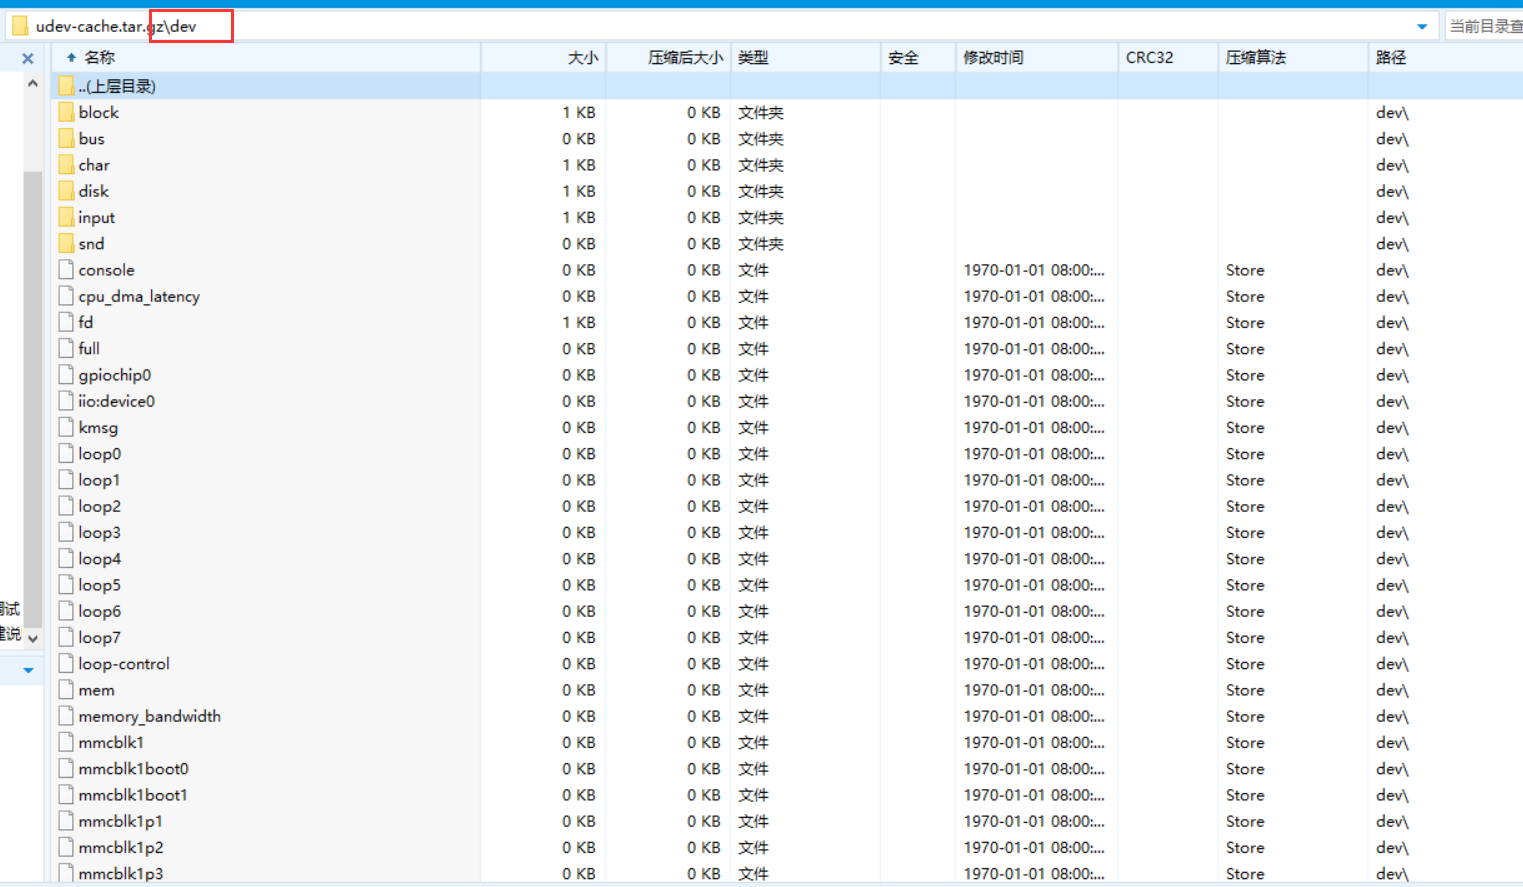 udev-cache.tar.gz\dev 当前目录查
名称 大小 压缩后大小 类型 安全 修改时间 CRC32 压缩算法 路径
..(上层目录)
block 1 KB 0 KB 文件夹 dev\
bus 0 KB 0 KB 文件夹 dev\
char 1 KB 0 KB 文件夹 dev\
disk 1 KB 0 KB 文件夹 dev\
input 1 KB 0 KB 文件夹 dev\
snd 0 KB 0 KB 文件夹 dev\
console 0 KB 0 KB 文件 1970-01-01 08:00:... Store dev\
cpu_dma_latency 0 KB 0 KB 文件 1970-01-01 08:00:... Store dev\
fd 1 KB 0 KB 文件 1970-01-01 08:00:... Store dev\
full 0 KB 0 KB 文件 1970-01-01 08:00:... Store dev\
gpiochip0 0 KB 0 KB 文件 1970-01-01 08:00:... Store dev\
iio:device0 0 KB 0 KB 文件 1970-01-01 08:00:... Store dev\
kmsg 0 KB 0 KB 文件 1970-01-01 08:00:... Store dev\
loop0 0 KB 0 KB 文件 1970-01-01 08:00:... Store dev\
loop1 0 KB 0 KB 文件 1970-01-01 08:00:... Store dev\
loop2 0 KB 0 KB 文件 1970-01-01 08:00:... Store dev\
loop3 0 KB 0 KB 文件 1970-01-01 08:00:... Store dev\
loop4 0 KB 0 KB 文件 1970-01-01 08:00:... Store dev\
loop5 0 KB 0 KB 文件 1970-01-01 08:00:... Store dev\
试 loop6 0 KB 0 KB 文件 1970-01-01 08:00:... Store dev\
说 loop7 0 KB 0 KB 文件 1970-01-01 08:00:... Store dev\
loop-control 0 KB 0 KB 文件 1970-01-01 08:00:... Store dev\
mem 0 KB 0 KB 文件 1970-01-01 08:00:... Store dev\
memory_bandwidth 0 KB 0 KB 文件 1970-01-01 08:00:... Store dev\
mmcblk1 0 KB 0 KB 文件 1970-01-01 08:00:... Store dev\
mmcblk1boot0 0 KB 0 KB 文件 1970-01-01 08:00:... Store dev\
mmcblk1boot1 0 KB 0 KB 文件 1970-01-01 08:00:... Store dev\
mmcblk1p1 0 KB 0 KB 文件 1970-01-01 08:00:... Store dev\
mmcblk1p2 0 KB 0 KB 文件 1970-01-01 08:00:... Store dev\
mmcblk1p3 0 KB 0 KB 文件 1970-01-01 08:00:... Store dev\